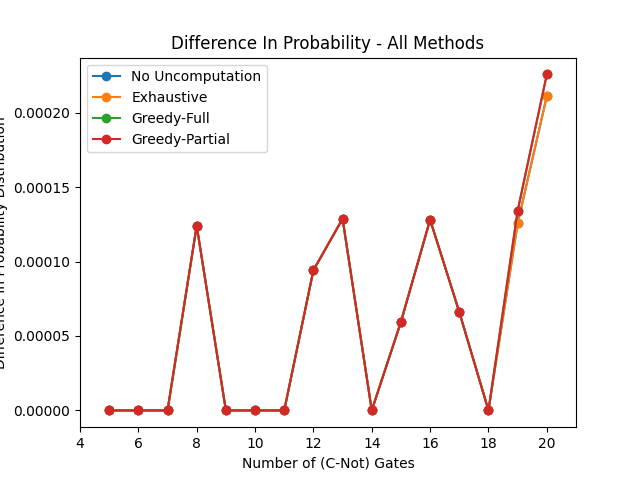 Difference In Probability - All Methods
No Uncomputation
Exhaustive
Greedy-Full
Greedy-Partial
0.00020
0.00015
0.00010
0.00005
0.00000
Difference in Probability Distribution
4 6 8 10 12 14 16 18 20
Number of (C-Not) Gates